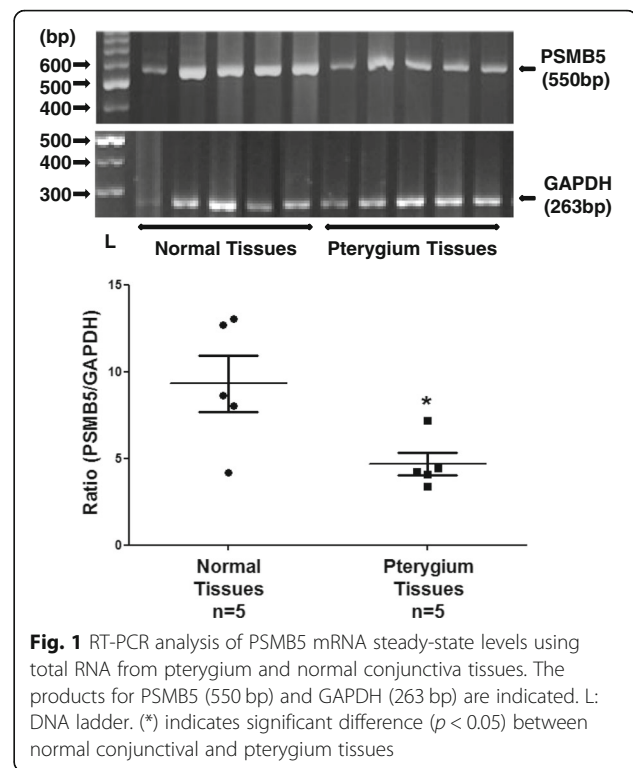 (bp)
600
500
400
PSMB5
(550bp)
500
400
300
GAPDH
(263bp)
L
Normal Tissues
Pterygium Tissues
15
10
5
0
Ratio (PSMB5/GAPDH)
*
Normal
Tissues
n=5
Pterygium
Tissues
n=5
Fig. 1 RT-PCR analysis of PSMB5 mRNA steady-state levels using
total RNA from pterygium and normal conjunctiva tissues. The
products for PSMB5 (550 bp) and GAPDH (263 bp) are indicated. L:
DNA ladder. (*) indicates significant difference (p < 0.05) between
normal conjunctival and pterygium tissues